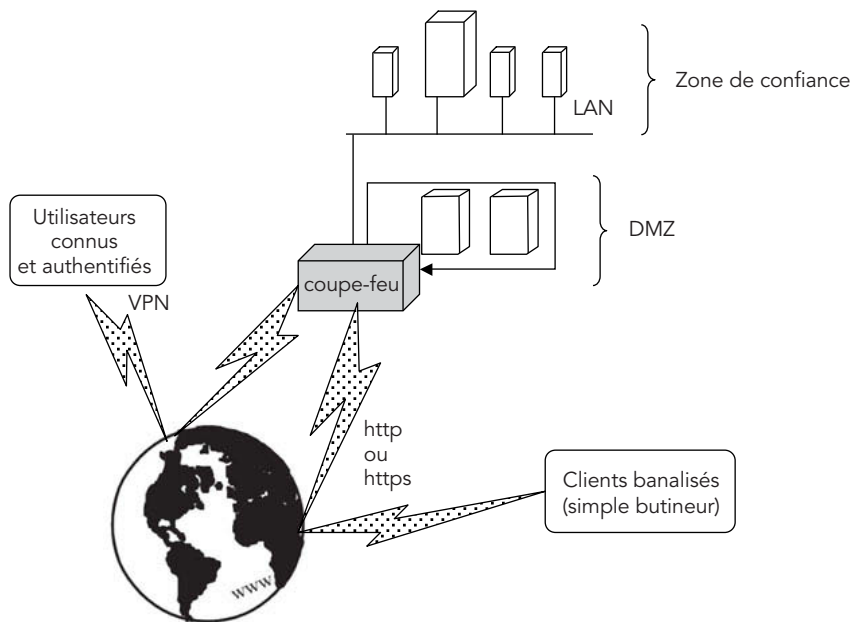 Zone de confiance
LAN
DMZ
Utilisateurs
connus
et authentifiés
VPN
coupe-feu
http
ou
https
Clients banalisés
(simple butineur)
www